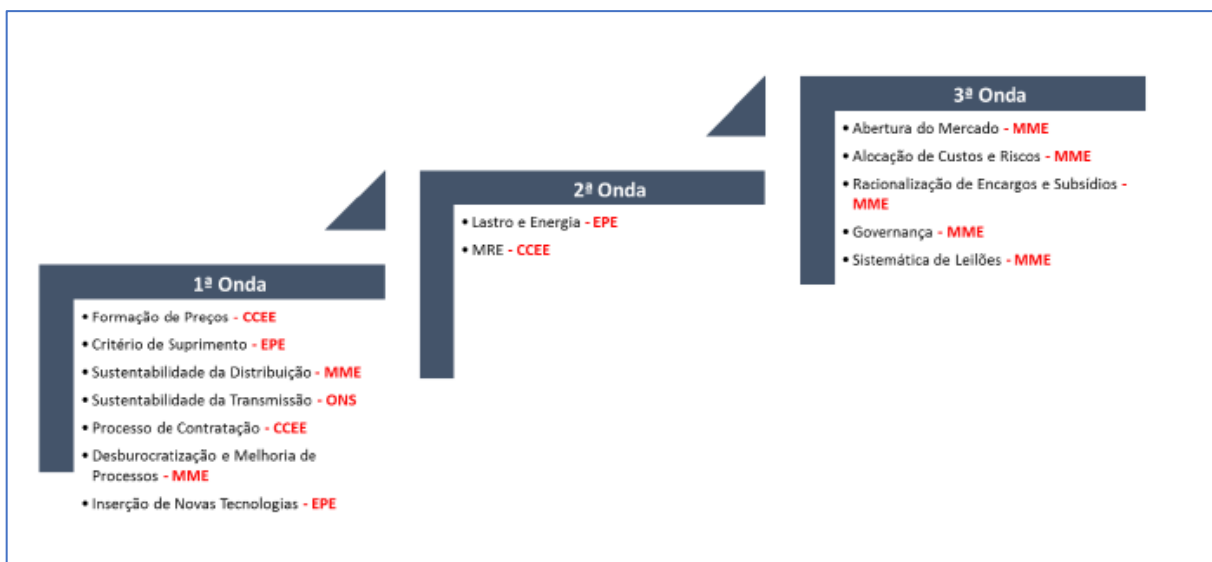 1ª Onda
• Formação de Preços - CCEE
• Critério de Suprimento - EPE
• Sustentabilidade da Distribuição - MME
• Sustentabilidade da Transmissão - ONS
• Processo de Contratação - CCEE
• Desburocratização e Melhoria de
Processos - MME
• Inserção de Novas Tecnologias - EPE
2ª Onda
• Lastro e Energia - EPE
• MRE - CCEE
3ª Onda
• Abertura do Mercado - MME
• Alocação de Custos e Riscos - MME
• Racionalização de Encargos e Subsídios -
MME
• Governança - MME
• Sistemática de Leilões - MME